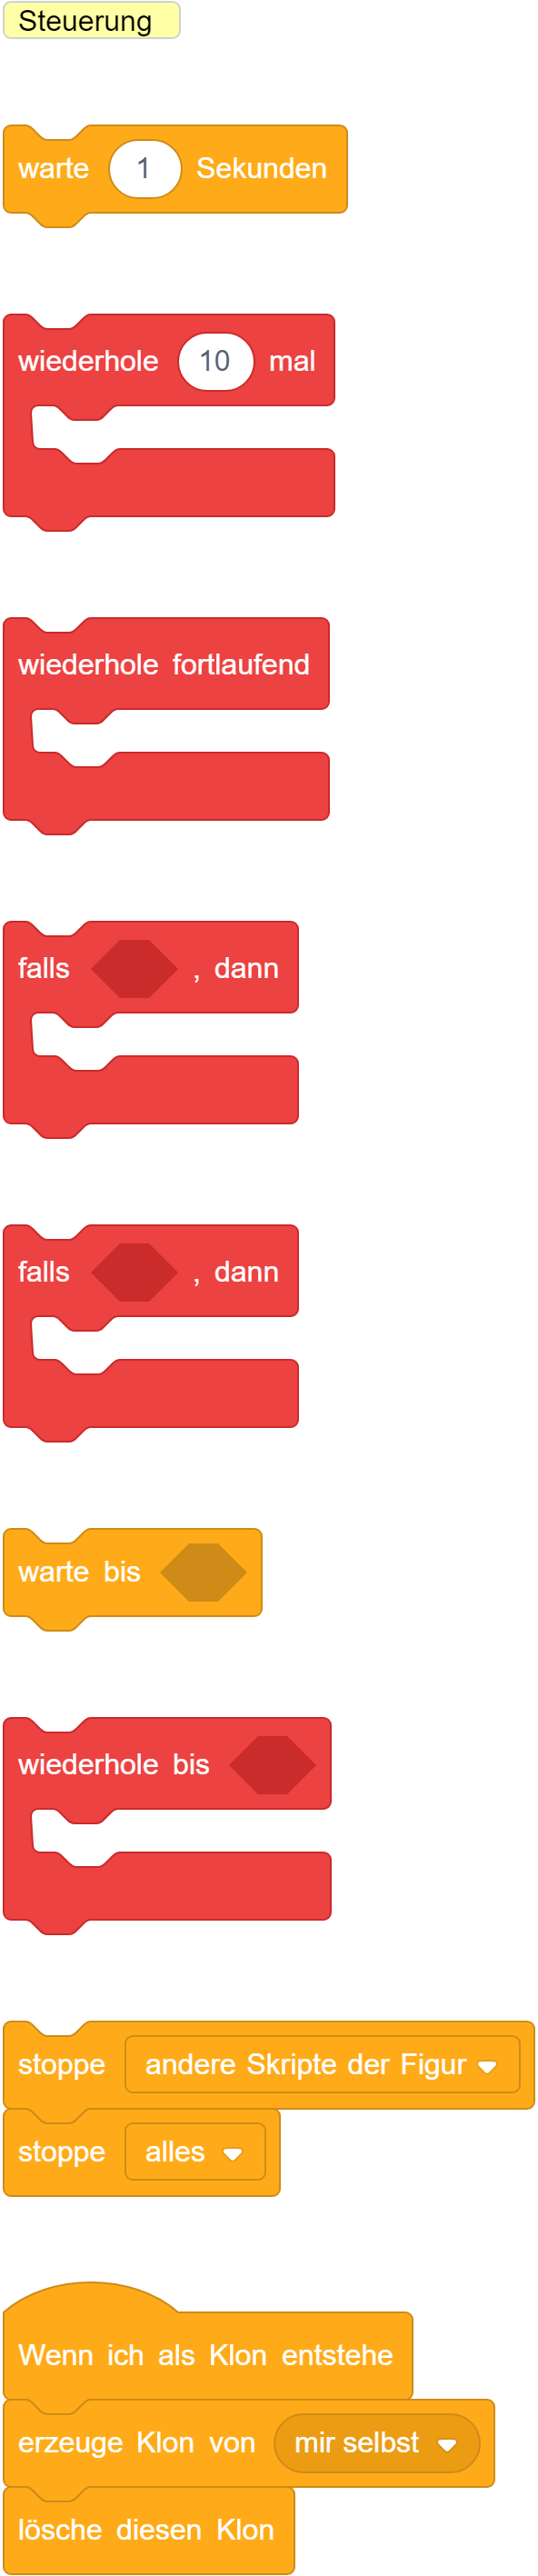 Steuerung
warte 1 Sekunden
wiederhole 10 mal
wiederhole fortlaufend
falls , dann
falls , dann
warte bis
wiederhole bis
stoppe andere Skripte der Figur
stoppe alles
Wenn ich als Klon entstehe
erzeuge Klon von mir selbst
lösche diesen Klon